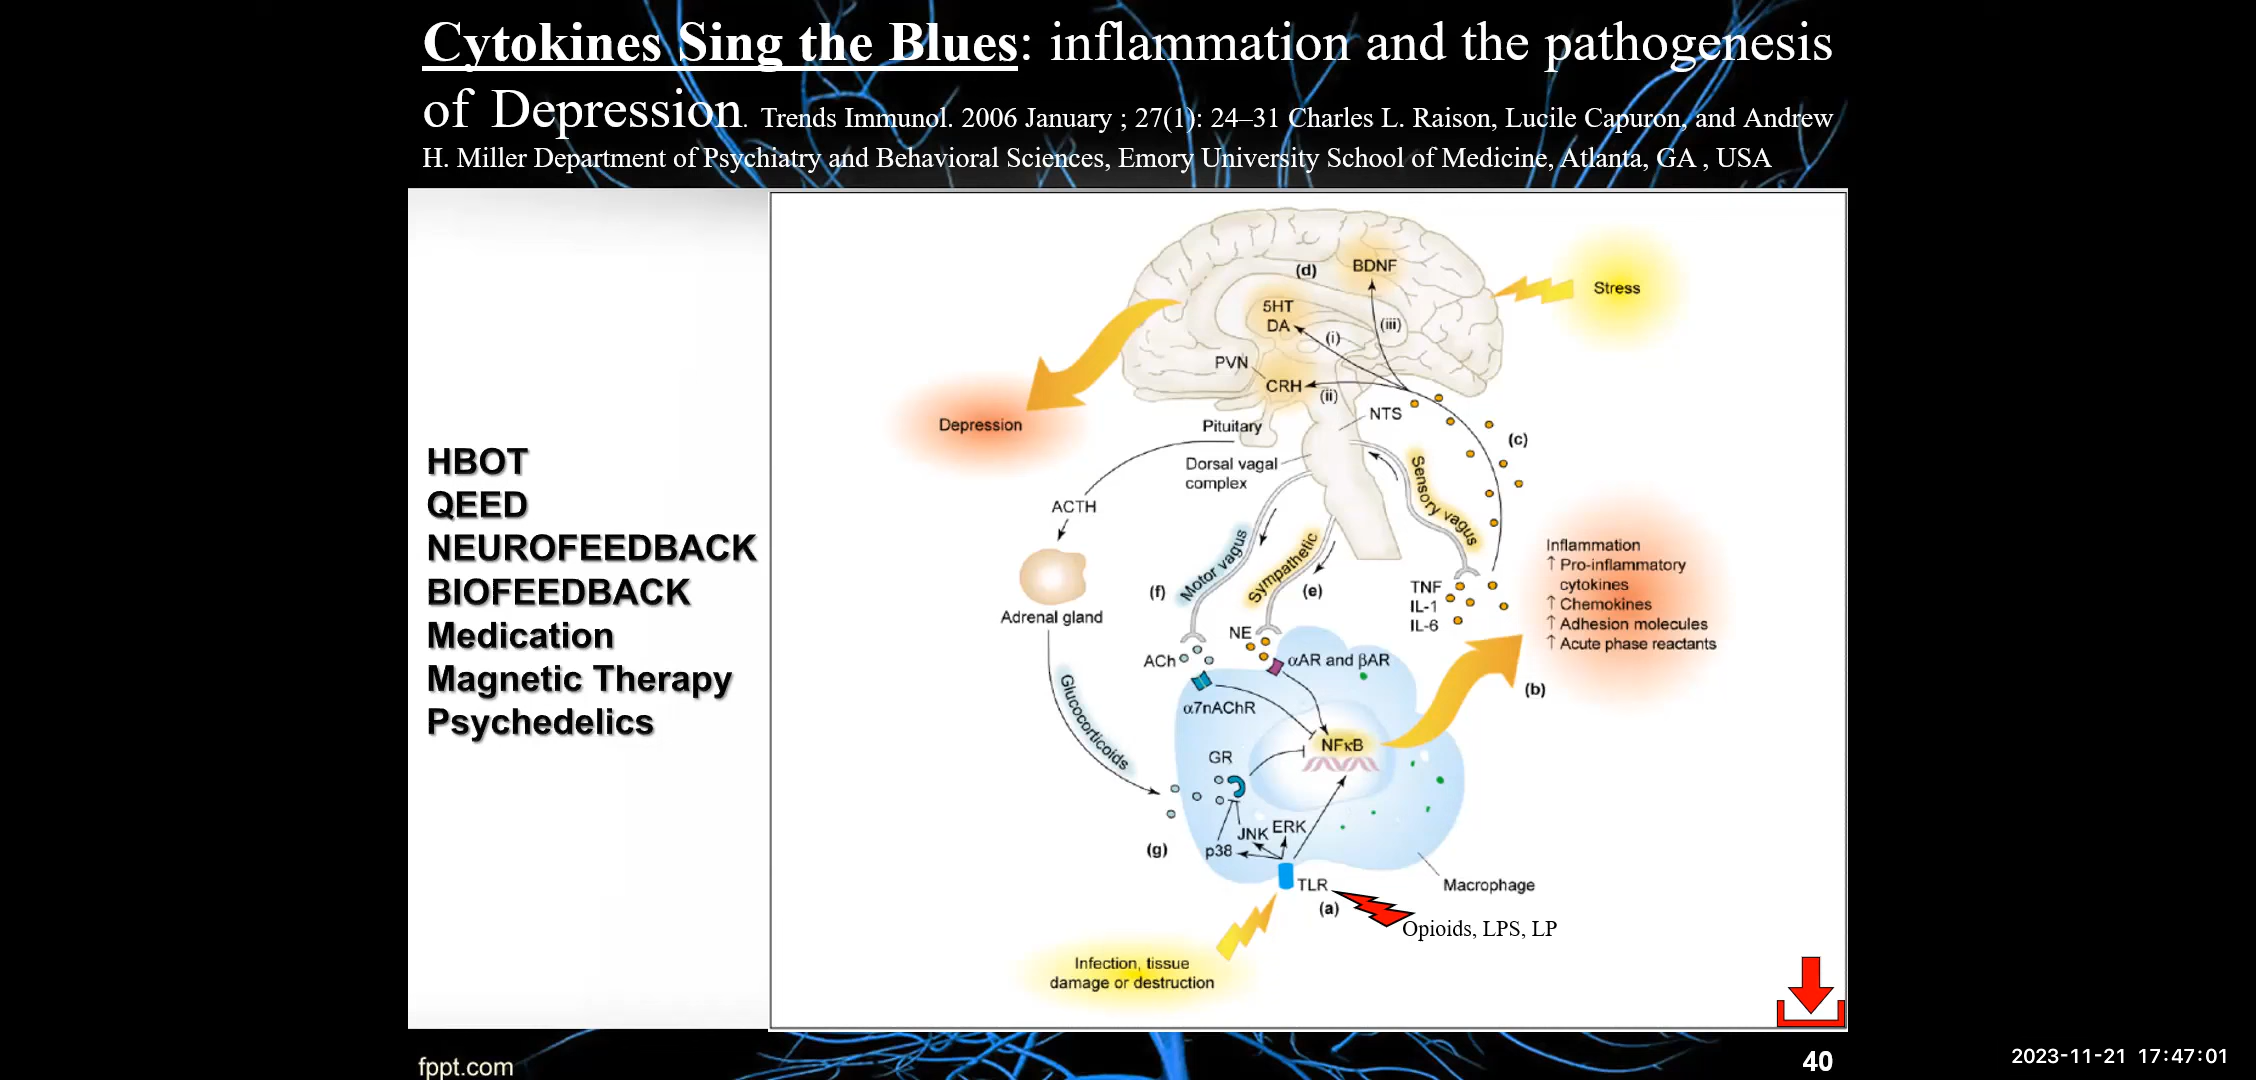 Cytokines Sing the Blues: inflammation and the pathogenesis
of Depression. Trends Immunol. 2006 January ; 27(1): 24–31 Charles L. Raison, Lucile Capuron, and Andrew
H. Miller Department of Psychiatry and Behavioral Sciences, Emory University School of Medicine, Atlanta, GA , USA
HBOT
QEED
NEUROFEEDBACK
BIOFEEDBACK
Medication
Magnetic Therapy
Psychedelics
(d)
BDNF
Stress
5HT
DA
(i)
(iii)
PVN
CRH
(ii)
NTS
Depression
Pituitary
(c)
Dorsal vagal
complex
Sensory vagus
ACTH
Motor vagus
Sympathetic
(f)
(e)
Adrenal gland
TNF
IL-1
IL-6
Inflammation
↑ Pro-inflammatory
cytokines
↑ Chemokines
↑ Adhesion molecules
↑ Acute phase reactants
NE
ACh
αAR and βAR
(b)
α7nAChR
Glucocorticoids
NFκB
GR
JNK
ERK
p38
(g)
TLR
(a)
Macrophage
Opioids, LPS, LP
Infection, tissue
damage or destruction
fppt.com
40
2023-11-21 17:47:01